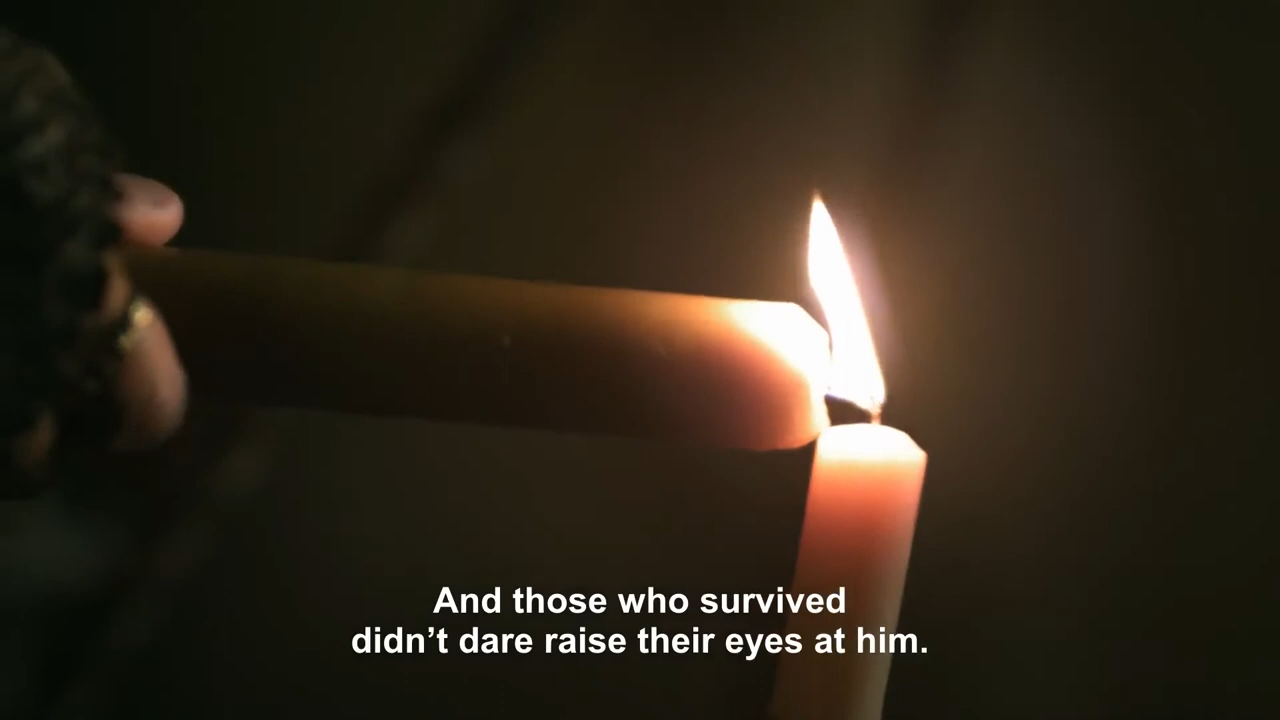 And those who survived
didn’t dare raise their eyes at him.